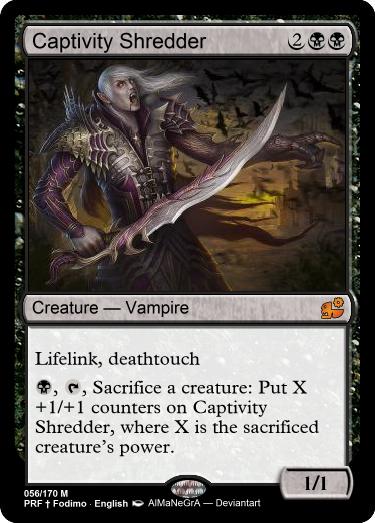 Captivity Shredder 2
Creature — Vampire
Lifelink, deathtouch
, , Sacrifice a creature: Put X
+1/+1 counters on Captivity
Shredder, where X is the sacrificed
creature's power.
056/170 M
PRF † Fodimo · English AlMaNeGrA — Deviantart
1/1